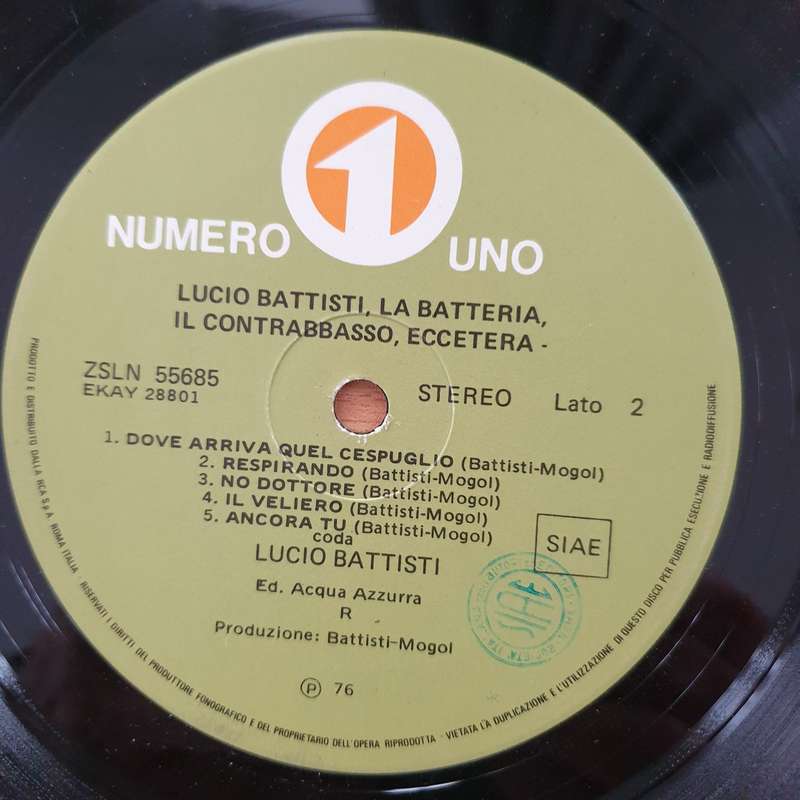 1
NUMERO UNO
LUCIO BATTISTI, LA BATTERIA,
IL CONTRABBASSO, ECCETERA -
ZSLN 55685
EKAY 28801
STEREO Lato 2
1. DOVE ARRIVA QUEL CESPUGLIO (Battisti-Mogol)
2. RESPIRANDO (Battisti-Mogol)
3. NO DOTTORE (Battisti-Mogol)
4. IL VELIERO (Battisti-Mogol)
5. ANCORA TU (Battisti-Mogol)
coda
LUCIO BATTISTI
SIAE
Ed. Acqua Azzurra
R
Produzione: Battisti-Mogol
SIAE
Ⓟ 76
PRODOTTO E DISTRIBUITO DALLA RCA S.p.A. ROMA ITALIA - RISERVATI I DIRITTI DEL PRODUTTORE FONOGRAFICO E DEL PROPRIETARIO DELL'OPERA RIPRODOTTA - VIETATA LA DUPLICAZIONE E L'UTILIZZAZIONE DI QUESTO DISCO PER PUBBLICA ESECUZIONE E RADIODIFFUSIONE